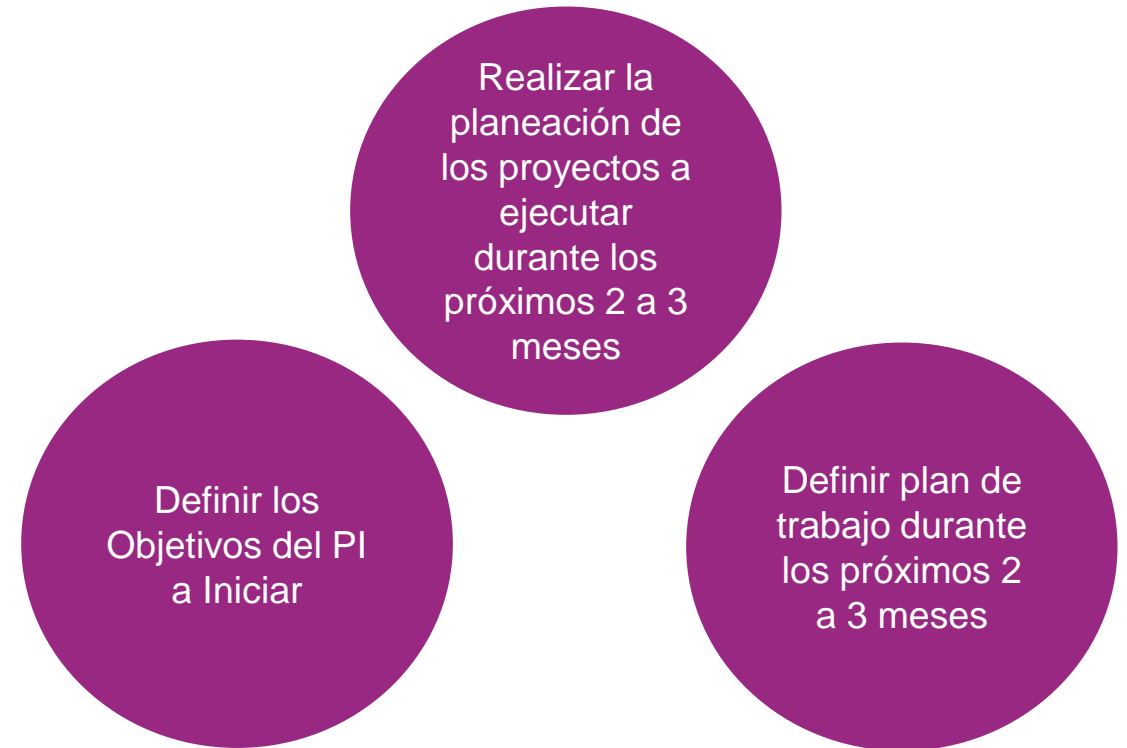 Realizar la
planeación de
los proyectos a
ejecutar
durante los
próximos 2 a 3
meses
Definir los
Objetivos del PI
a Iniciar
Definir plan de
trabajo durante
los próximos 2
a 3 meses